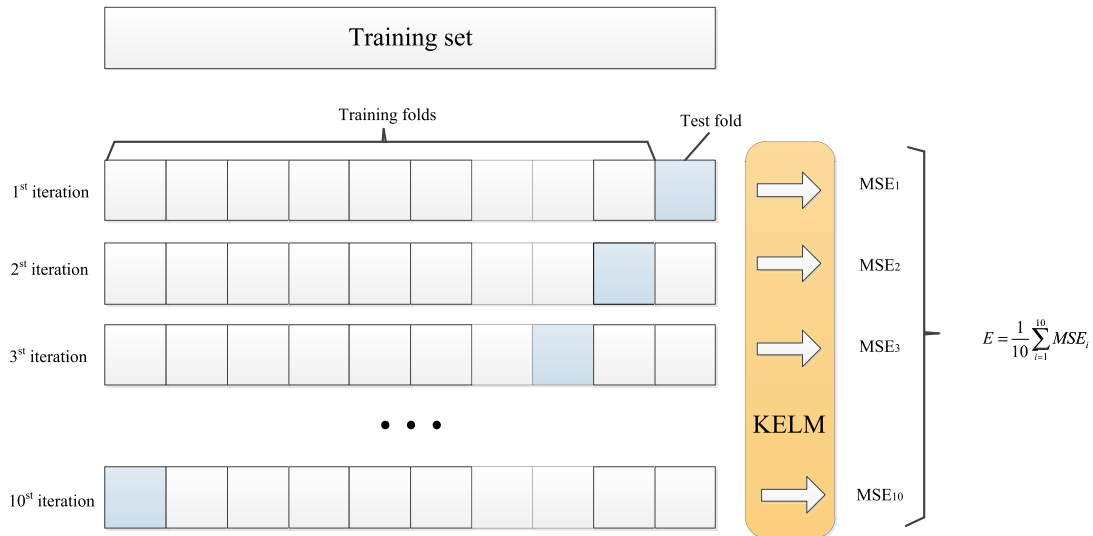 Training set
Training folds
Test fold
1st iteration
MSE1
2st iteration
MSE2
3st iteration
MSE3
E = 1/10 ∑_{i=1}^{10} MSE_i
• • •
KELM
10st iteration
MSE10